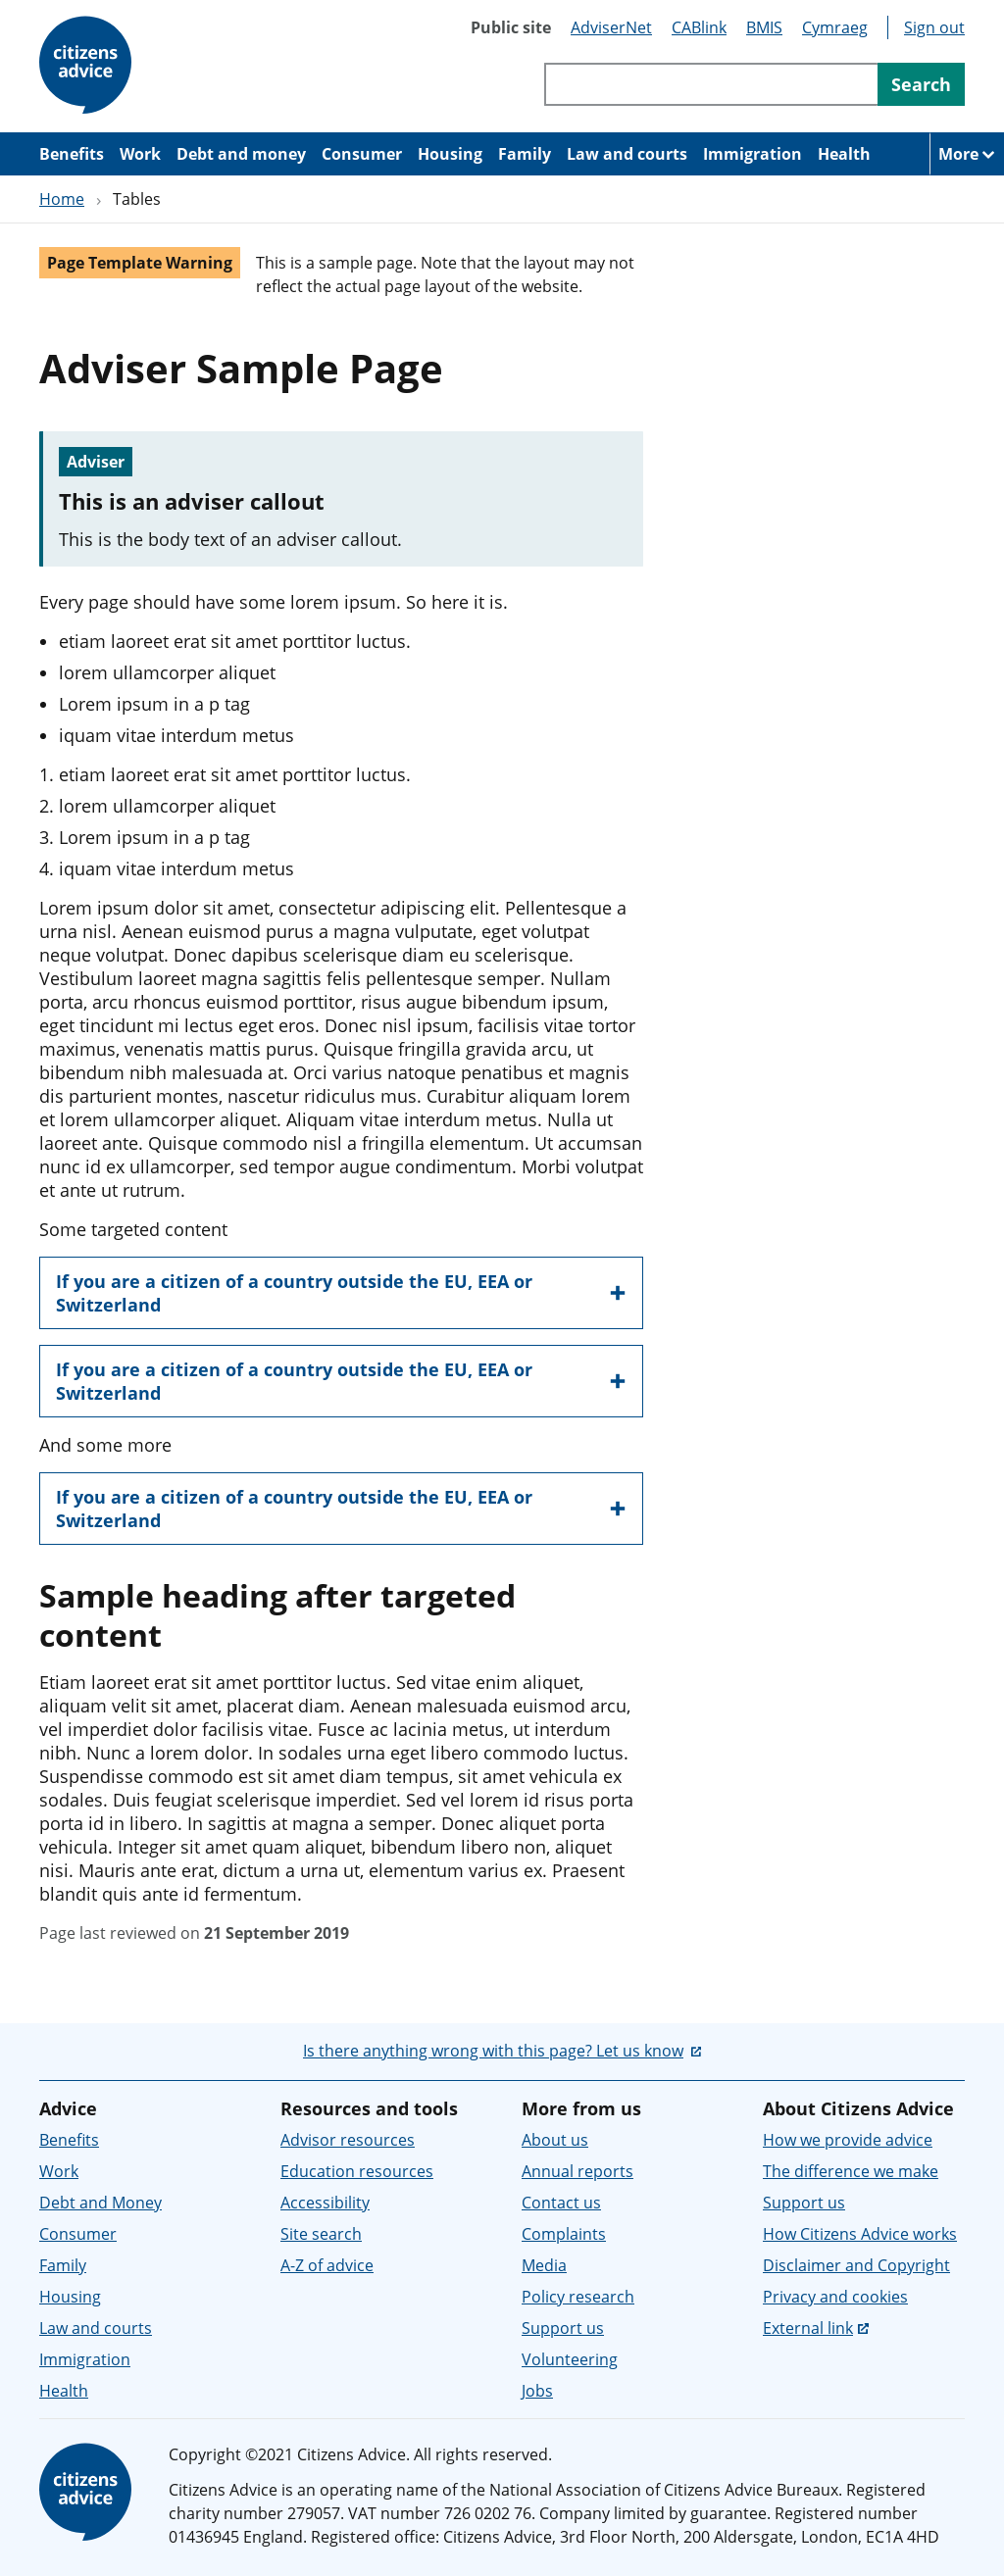 citizens
advice
Public site AdviserNet CABlink BMIS Cymraeg Sign out
Search
Benefits Work Debt and money Consumer Housing Family Law and courts Immigration Health More
Home › Tables
Page Template Warning This is a sample page. Note that the layout may not
reflect the actual page layout of the website.
Adviser Sample Page
Adviser
This is an adviser callout
This is the body text of an adviser callout.
Every page should have some lorem ipsum. So here it is.
• etiam laoreet erat sit amet porttitor luctus.
• lorem ullamcorper aliquet
• Lorem ipsum in a p tag
• iquam vitae interdum metus
1. etiam laoreet erat sit amet porttitor luctus.
2. lorem ullamcorper aliquet
3. Lorem ipsum in a p tag
4. iquam vitae interdum metus
Lorem ipsum dolor sit amet, consectetur adipiscing elit. Pellentesque a
urna nisl. Aenean euismod purus a magna vulputate, eget volutpat
neque volutpat. Donec dapibus scelerisque diam eu scelerisque.
Vestibulum laoreet magna sagittis felis pellentesque semper. Nullam
porta, arcu rhoncus euismod porttitor, risus augue bibendum ipsum,
eget tincidunt mi lectus eget eros. Donec nisl ipsum, facilisis vitae tortor
maximus, venenatis mattis purus. Quisque fringilla gravida arcu, ut
bibendum nibh malesuada at. Orci varius natoque penatibus et magnis
dis parturient montes, nascetur ridiculus mus. Curabitur aliquam lorem
et lorem ullamcorper aliquet. Aliquam vitae interdum metus. Nulla ut
laoreet ante. Quisque commodo nisl a fringilla elementum. Ut accumsan
nunc id ex ullamcorper, sed tempor augue condimentum. Morbi volutpat
et ante ut rutrum.
Some targeted content
If you are a citizen of a country outside the EU, EEA or
Switzerland
If you are a citizen of a country outside the EU, EEA or
Switzerland
And some more
If you are a citizen of a country outside the EU, EEA or
Switzerland
Sample heading after targeted
content
Etiam laoreet erat sit amet porttitor luctus. Sed vitae enim aliquet,
aliquam velit sit amet, placerat diam. Aenean malesuada euismod arcu,
vel imperdiet dolor facilisis vitae. Fusce ac lacinia metus, ut interdum
nibh. Nunc a lorem dolor. In sodales urna eget libero commodo luctus.
Suspendisse commodo est sit amet diam tempus, sit amet vehicula ex
sodales. Duis feugiat scelerisque imperdiet. Sed vel lorem id risus porta
porta id in libero. In sagittis at magna a semper. Donec aliquet porta
vehicula. Integer sit amet quam aliquet, bibendum libero non, aliquet
nisi. Mauris ante erat, dictum a urna ut, elementum varius ex. Praesent
blandit quis ante id fermentum.
Page last reviewed on 21 September 2019
Is there anything wrong with this page? Let us know
Advice
Benefits
Work
Debt and Money
Consumer
Family
Housing
Law and courts
Immigration
Health
Resources and tools
Advisor resources
Education resources
Accessibility
Site search
A-Z of advice
More from us
About us
Annual reports
Contact us
Complaints
Media
Policy research
Support us
Volunteering
Jobs
About Citizens Advice
How we provide advice
The difference we make
Support us
How Citizens Advice works
Disclaimer and Copyright
Privacy and cookies
External link
citizens
advice
Copyright ©2021 Citizens Advice. All rights reserved.
Citizens Advice is an operating name of the National Association of Citizens Advice Bureaux. Registered
charity number 279057. VAT number 726 0202 76. Company limited by guarantee. Registered number
01436945 England. Registered office: Citizens Advice, 3rd Floor North, 200 Aldersgate, London, EC1A 4HD